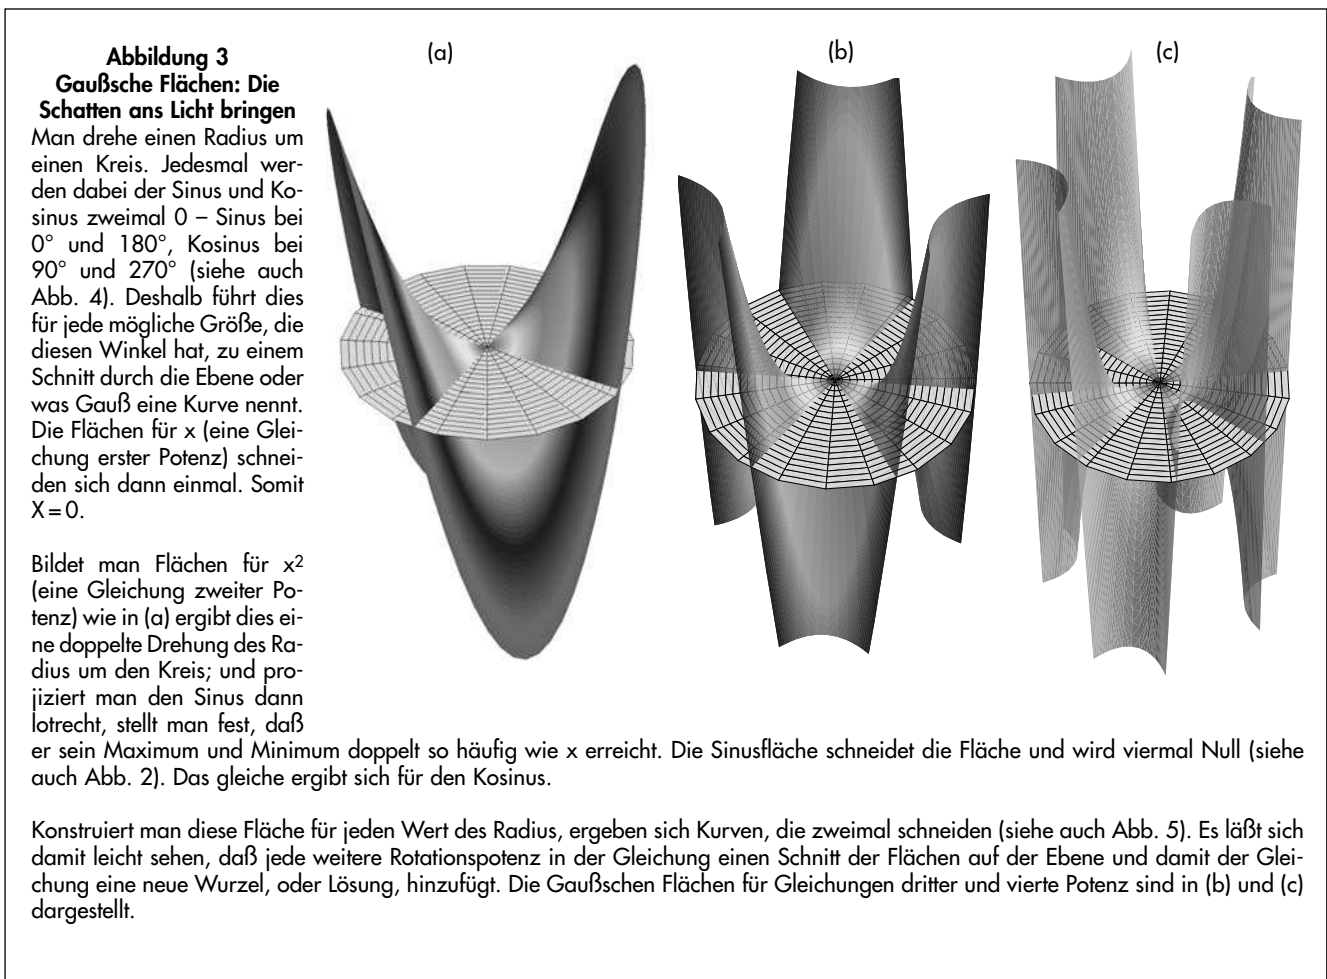 Abbildung 3
Gaußsche Flächen: Die
Schatten ans Licht bringen
Man drehe einen Radius um
einen Kreis. Jedesmal wer-
den dabei der Sinus und Ko-
sinus zweimal 0 – Sinus bei
0° und 180°, Kosinus bei
90° und 270° (siehe auch
Abb. 4). Deshalb führt dies
für jede mögliche Größe, die
diesen Winkel hat, zu einem
Schnitt durch die Ebene oder
was Gauß eine Kurve nennt.
Die Flächen für x (eine Glei-
chung erster Potenz) schnei-
den sich dann einmal. Somit
X = 0.
Bildet man Flächen für x²
(eine Gleichung zweiter Po-
tenz) wie in (a) ergibt dies ei-
ne doppelte Drehung des Ra-
dius um den Kreis; und pro-
jiziert man den Sinus dann
lotrecht, stellt man fest, daß
er sein Maximum und Minimum doppelt so häufig wie x erreicht. Die Sinusfläche schneidet die Fläche und wird viermal Null (siehe
auch Abb. 2). Das gleiche ergibt sich für den Kosinus.
Konstruiert man diese Fläche für jeden Wert des Radius, ergeben sich Kurven, die zweimal schneiden (siehe auch Abb. 5). Es läßt sich
damit leicht sehen, daß jede weitere Rotationspotenz in der Gleichung einen Schnitt der Flächen auf der Ebene und damit der Glei-
chung eine neue Wurzel, oder Lösung, hinzufügt. Die Gaußschen Flächen für Gleichungen dritter und vierte Potenz sind in (b) und (c)
dargestellt.
(a)
(b)
(c)